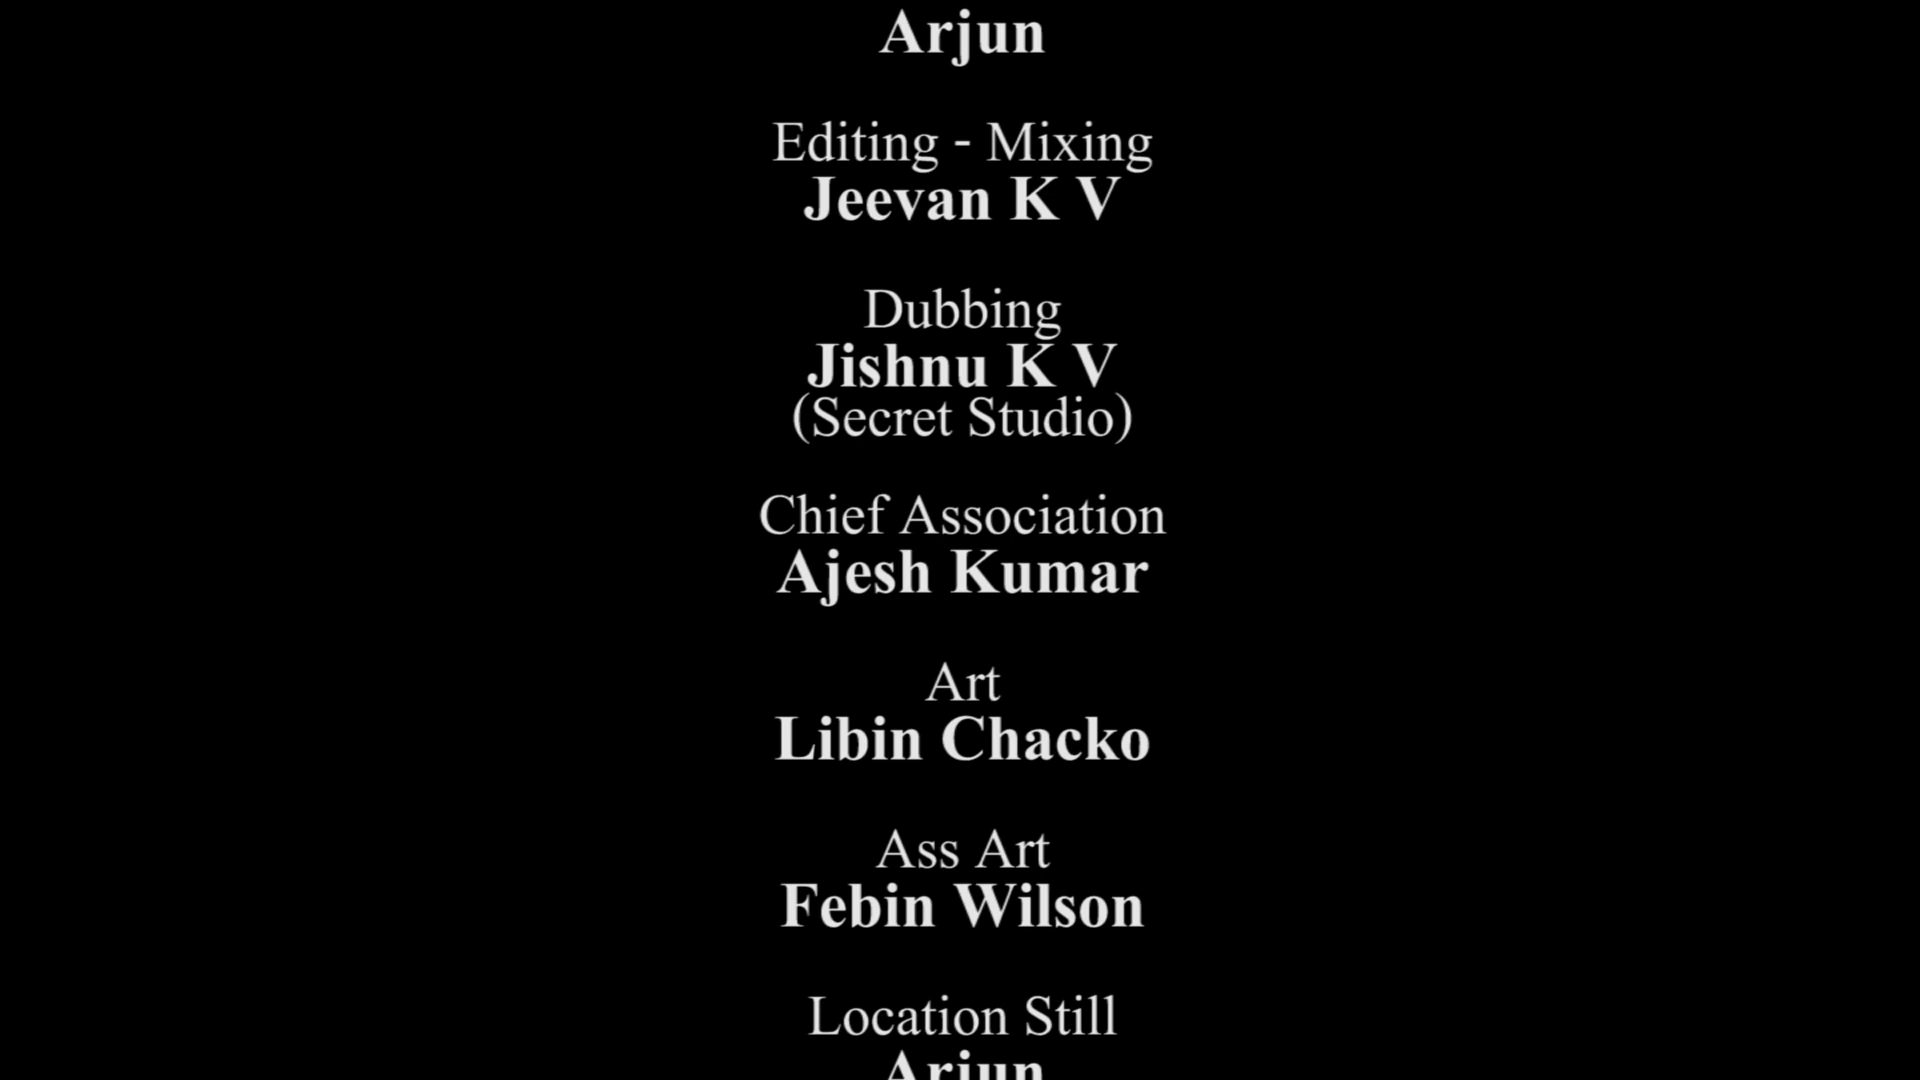 Arjun
Editing - Mixing
Jeevan K V
Dubbing
Jishnu K V
(Secret Studio)
Chief Association
Ajesh Kumar
Art
Libin Chacko
Ass Art
Febin Wilson
Location Still
Arjun